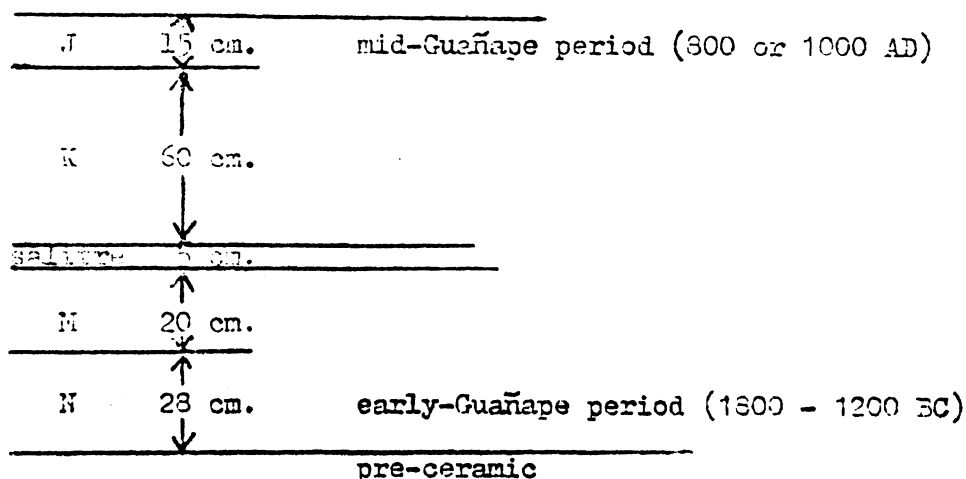 J 15 cm. mid-Guañape period (800 or 1000 AD)
K 60 cm.
salitre 5 cm.
M 20 cm.
N 28 cm. early-Guañape period (1800 - 1200 BC)
pre-ceramic